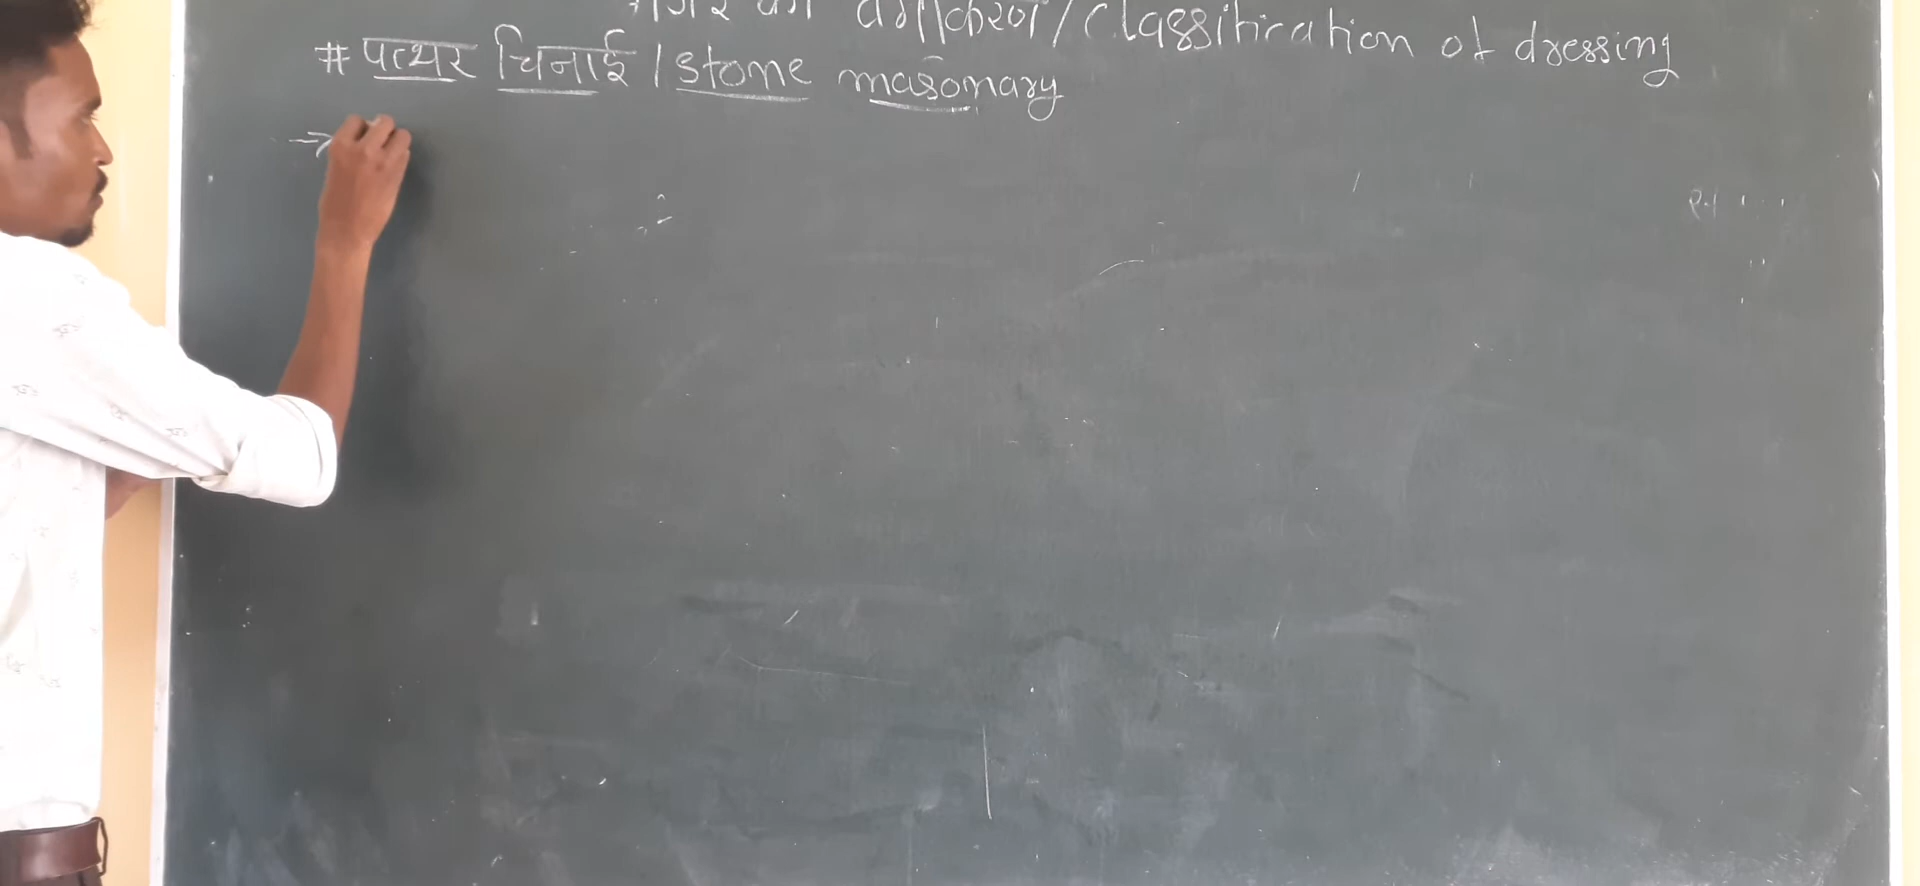 का वर्गीकरण/classification of dressing
# पत्थर चिनाई / stone masonary
→